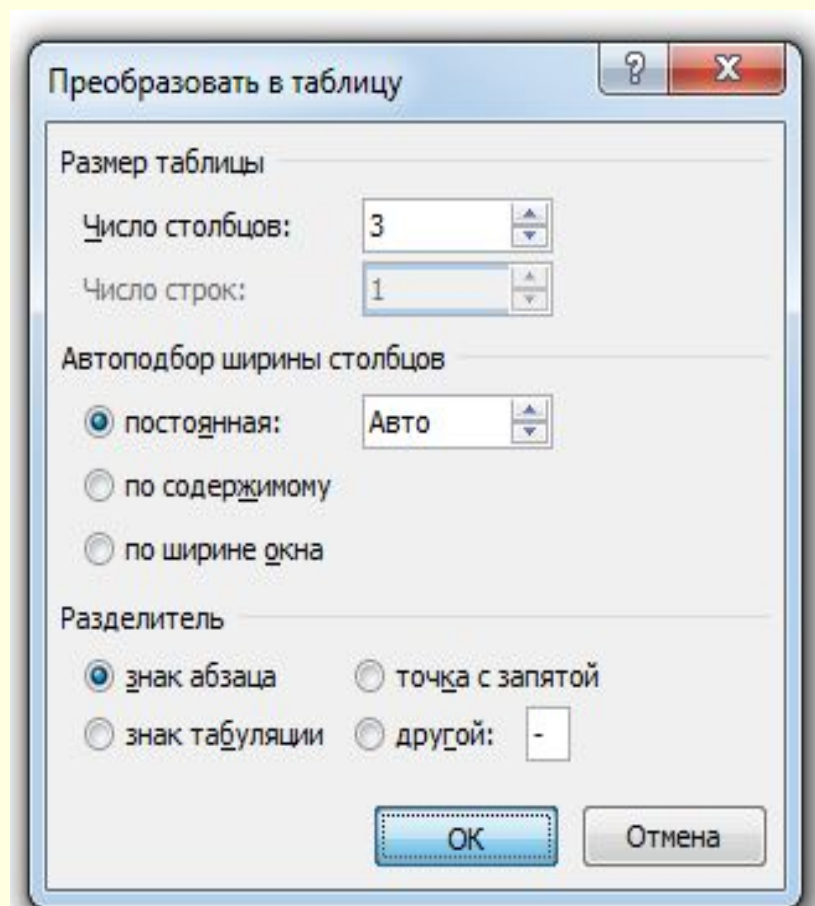 Преобразовать в таблицу
Размер таблицы
Число столбцов: 3
Число строк: 1
Автоподбор ширины столбцов
постоянная: Авто
по содержимому
по ширине окна
Разделитель
знак абзаца точка с запятой
знак табуляции другой: -
ОК Отмена